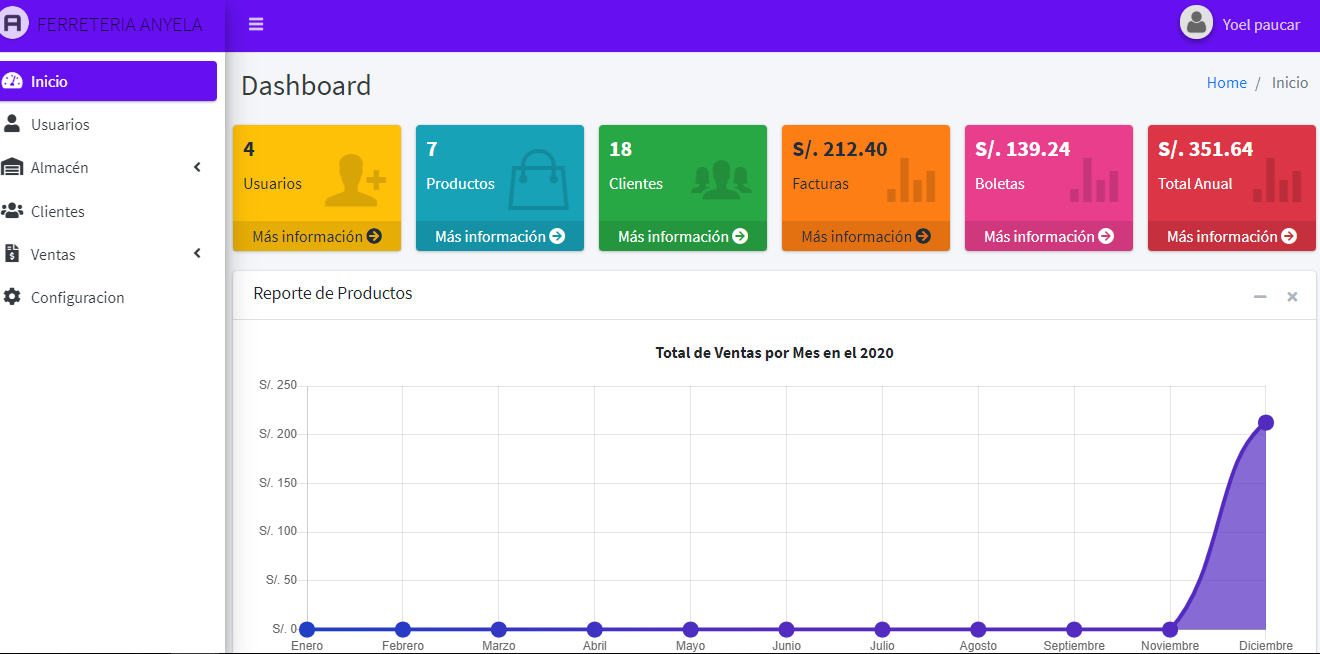 A FERRETERIA ANYELA
Yoel paucar
Inicio
Usuarios
Almacén
Clientes
Ventas
Configuracion
Dashboard
Home / Inicio
4
Usuarios
Más información
7
Productos
Más información
18
Clientes
Más información
S/. 212.40
Facturas
Más información
S/. 139.24
Boletas
Más información
S/. 351.64
Total Anual
Más información
Reporte de Productos
Total de Ventas por Mes en el 2020
S/. 250
S/. 200
S/. 150
S/. 100
S/. 50
S/. 0
Enero Febrero Marzo Abril Mayo Junio Julio Agosto Septiembre Noviembre Diciembre